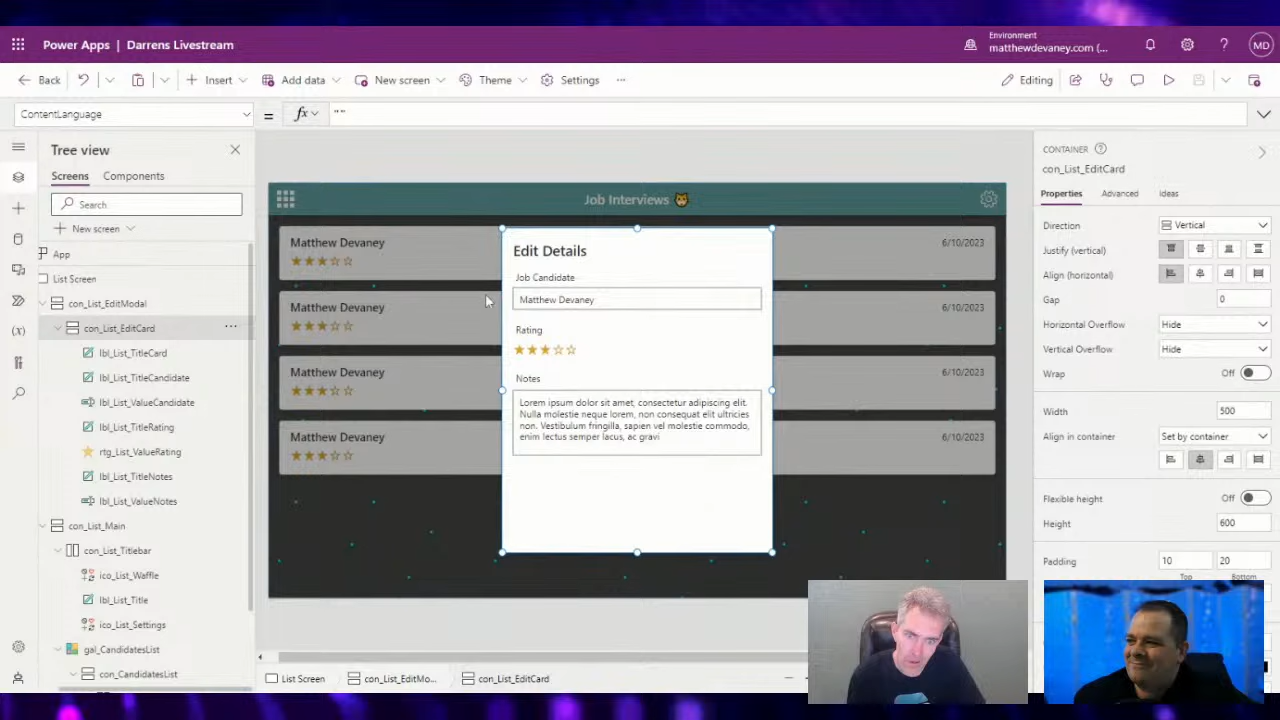 Power Apps | Darrens Livestream
Environment
matthewdevaney.com (...
MD
Back
Insert
Add data
New screen
Theme
Settings
Editing
ContentLanguage
=
fx
""
Tree view
Screens
Components
Search
New screen
App
List Screen
con_List_EditModal
con_List_EditCard
lbl_List_TitleCard
lbl_List_TitleCandidate
lbl_List_ValueCandidate
lbl_List_TitleRating
rtg_List_ValueRating
lbl_List_TitleNotes
lbl_List_ValueNotes
con_List_Main
con_List_Titlebar
ico_List_Waffle
lbl_List_Title
ico_List_Settings
gal_CandidatesList
con_CandidatesList
Job Interviews
Matthew Devaney
6/10/2023
Matthew Devaney
Matthew Devaney
Matthew Devaney
6/10/2023
Matthew Devaney
6/10/2023
6/10/2023
Edit Details
Job Candidate
Matthew Devaney
Rating
Notes
Lorem ipsum dolor sit amet, consectetur adipiscing elit.
Nulla molestie neque lorem, non consequat elit ultricies
non. Vestibulum fringilla, sapien vel molestie commodo,
enim lectus semper lacus, ac gravi
List Screen
con_List_EditMo...
con_List_EditCard
CONTAINER
con_List_EditCard
Properties
Advanced
Ideas
Direction
Vertical
Justify (vertical)
Align (horizontal)
Gap
0
Horizontal Overflow
Hide
Vertical Overflow
Hide
Wrap
Off
Width
500
Align in container
Set by container
Flexible height
Off
Height
600
Padding
10
20
Top
Bottom